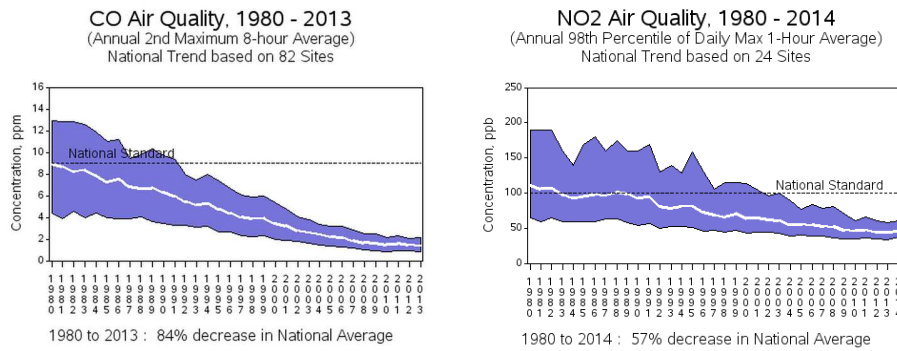 CO Air Quality, 1980 - 2013
(Annual 2nd Maximum 8-hour Average)
National Trend based on 82 Sites
Concentration, ppm
16
14
12
10
8
6
4
2
0
National Standard
1980 1981 1982 1983 1984 1985 1986 1987 1988 1989 1990 1991 1992 1993 1994 1995 1996 1997 1998 1999 2000 2001 2002 2003 2004 2005 2006 2007 2008 2009 2010 2011 2012 2013
1980 to 2013 : 84% decrease in National Average
NO2 Air Quality, 1980 - 2014
(Annual 98th Percentile of Daily Max 1-Hour Average)
National Trend based on 24 Sites
Concentration, ppb
250
200
150
100
50
0
National Standard
1980 1981 1982 1983 1984 1985 1986 1987 1988 1989 1990 1991 1992 1993 1994 1995 1996 1997 1998 1999 2000 2001 2002 2003 2004 2005 2006 2007 2008 2009 2010 2011 2012 2013 2014
1980 to 2014 : 57% decrease in National Average